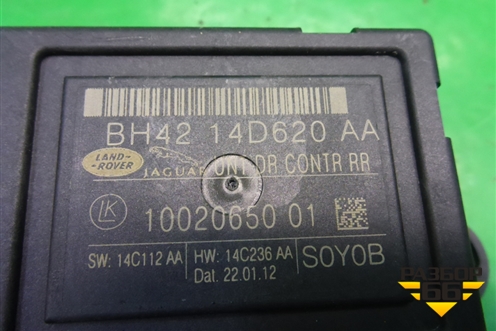 BH42 14D620 AA
LAND-
ROVER
JAGUAR
DR CONTR RR
LK
10020650 01
SW: 14C112 AA
HW: 14C236 AA
Dat. 22.01.12
SOYOB
РАЗБОР
66